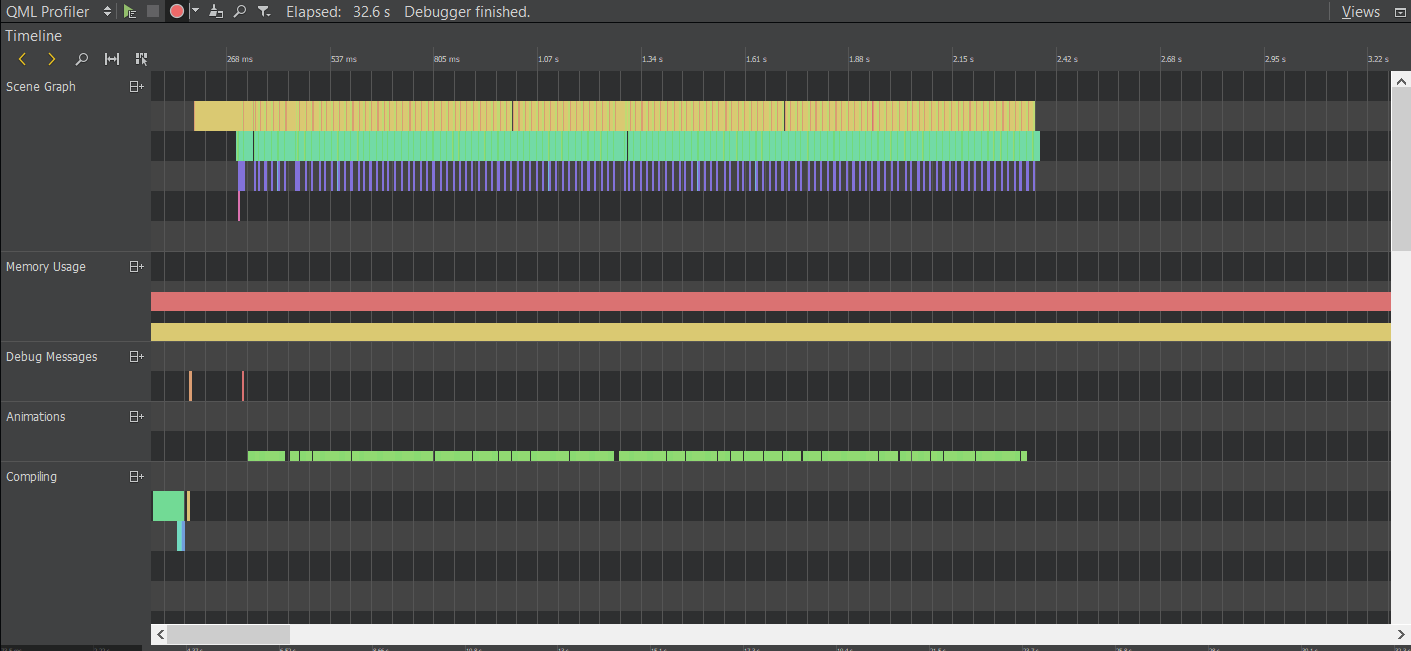 QML Profiler Elapsed: 32.6 s Debugger finished. Views
Timeline
268 ms 537 ms 805 ms 1.07 s 1.34 s 1.61 s 1.88 s 2.15 s 2.42 s 2.68 s 2.95 s 3.22 s
Scene Graph
Memory Usage
Debug Messages
Animations
Compiling